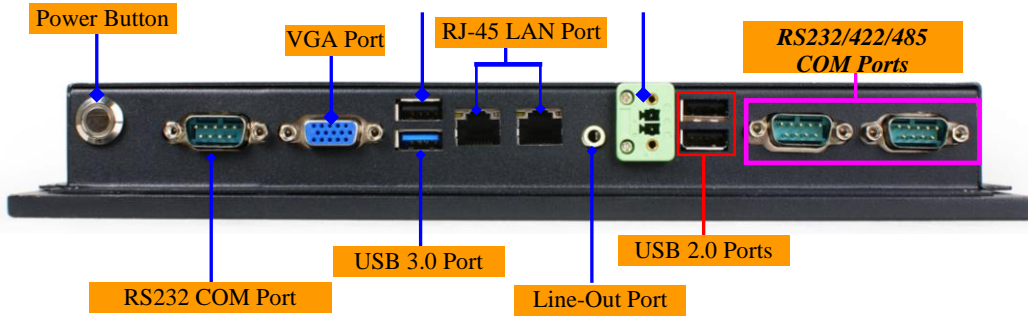 Power Button
VGA Port
RJ-45 LAN Port
RS232/422/485
COM Ports
USB 3.0 Port
USB 2.0 Ports
RS232 COM Port
Line-Out Port